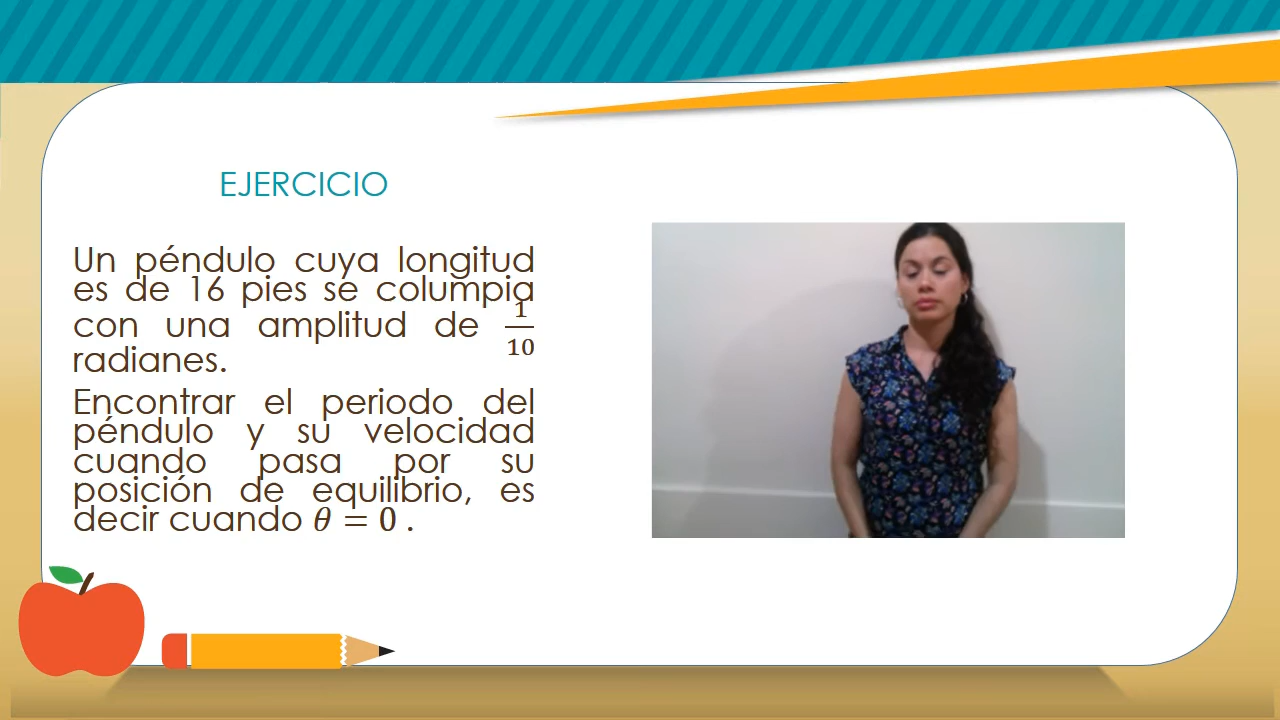 EJERCICIO
Un péndulo cuya longitud
es de 16 pies se columpia
con una amplitud de 1/10
radianes.
Encontrar el periodo del
péndulo y su velocidad
cuando pasa por su
posición de equilibrio, es
decir cuando θ = 0 .